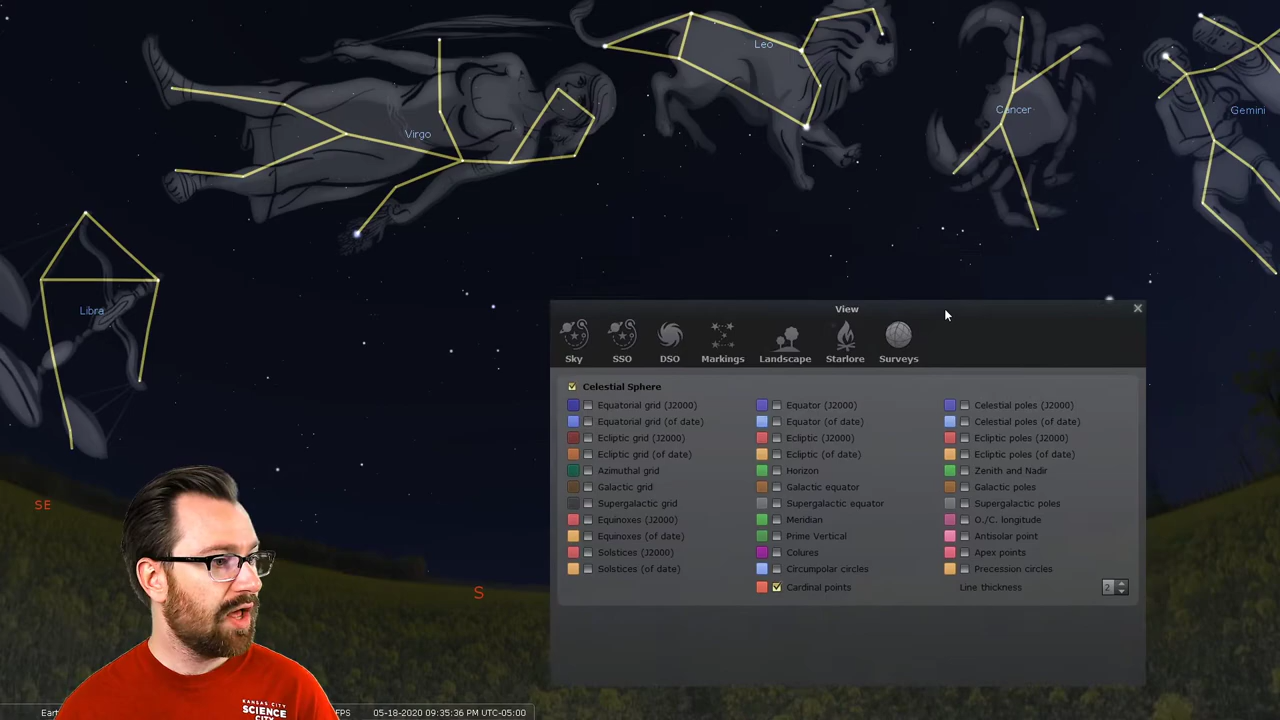 Leo
Cancer
Gemini
Virgo
Libra
View
Sky SSO DSO Markings Landscape Starlore Surveys
Celestial Sphere
Equatorial grid (J2000) Equator (J2000) Celestial poles (J2000)
Equatorial grid (of date) Equator (of date) Celestial poles (of date)
Ecliptic grid (J2000) Ecliptic (J2000) Ecliptic poles (J2000)
Ecliptic grid (of date) Ecliptic (of date) Ecliptic poles (of date)
Azimuthal grid Horizon Zenith and Nadir
Galactic grid Galactic equator Galactic poles
Supergalactic grid Supergalactic equator Supergalactic poles
Equinoxes (J2000) Meridian O./C. longitude
Equinoxes (of date) Prime Vertical Antisolar point
Solstices (J2000) Colures Apex points
Solstices (of date) Circumpolar circles Precession circles
Cardinal points Line thickness 2
SE
S
KANSAS CITY
SCIENCE
CITY
FPS 05-18-2020 09:35:36 PM UTC-05:00